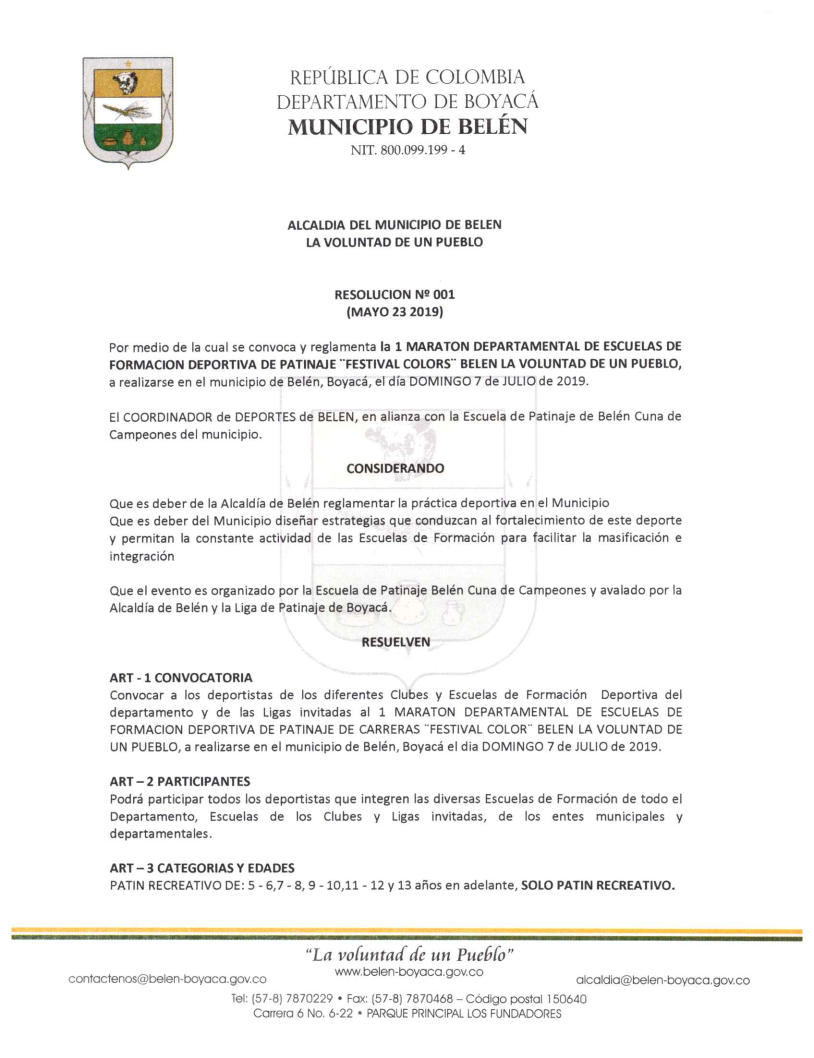 REPÚBLICA DE COLOMBIA
DEPARTAMENTO DE BOYACÁ
MUNICIPIO DE BELÉN
NIT. 800.099.199 - 4
ALCALDIA DEL MUNICIPIO DE BELEN
LA VOLUNTAD DE UN PUEBLO
RESOLUCION Nº 001
(MAYO 23 2019)
Por medio de la cual se convoca y reglamenta la 1 MARATON DEPARTAMENTAL DE ESCUELAS DE
FORMACION DEPORTIVA DE PATINAJE ¨FESTIVAL COLORS¨ BELEN LA VOLUNTAD DE UN PUEBLO,
a realizarse en el municipio de Belén, Boyacá, el día DOMINGO 7 de JULIO de 2019.
El COORDINADOR de DEPORTES de BELEN, en alianza con la Escuela de Patinaje de Belén Cuna de
Campeones del municipio.
CONSIDERANDO
Que es deber de la Alcaldía de Belén reglamentar la práctica deportiva en el Municipio
Que es deber del Municipio diseñar estrategias que conduzcan al fortalecimiento de este deporte
y permitan la constante actividad de las Escuelas de Formación para facilitar la masificación e
integración
Que el evento es organizado por la Escuela de Patinaje Belén Cuna de Campeones y avalado por la
Alcaldía de Belén y la Liga de Patinaje de Boyacá.
RESUELVEN
ART - 1 CONVOCATORIA
Convocar a los deportistas de los diferentes Clubes y Escuelas de Formación Deportiva del
departamento y de las Ligas invitadas al 1 MARATON DEPARTAMENTAL DE ESCUELAS DE
FORMACION DEPORTIVA DE PATINAJE DE CARRERAS ¨FESTIVAL COLOR¨ BELEN LA VOLUNTAD DE
UN PUEBLO, a realizarse en el municipio de Belén, Boyacá el dia DOMINGO 7 de JULIO de 2019.
ART – 2 PARTICIPANTES
Podrá participar todos los deportistas que integren las diversas Escuelas de Formación de todo el
Departamento, Escuelas de los Clubes y Ligas invitadas, de los entes municipales y
departamentales.
ART – 3 CATEGORIAS Y EDADES
PATIN RECREATIVO DE: 5 - 6,7 - 8, 9 - 10,11 - 12 y 13 años en adelante, SOLO PATIN RECREATIVO.
"La voluntad de un Pueblo"
www.belen-boyaca.gov.co
contactenos@belen-boyaca.gov.co alcaldia@belen-boyaca.gov.co
Tel: (57-8) 7870229 • Fax: (57-8) 7870468 – Código postal 150640
Carrera 6 No. 6-22 • PARQUE PRINCIPAL LOS FUNDADORES